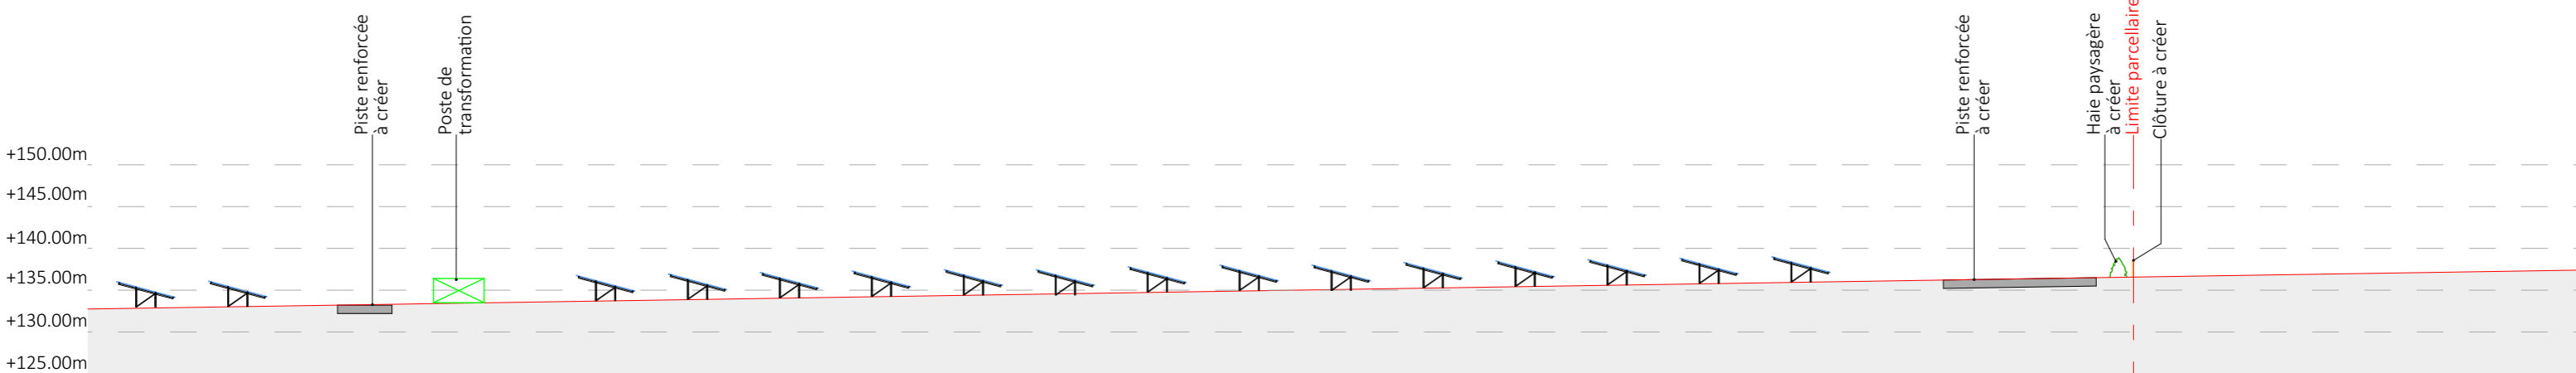 Piste renforcée
à créer
Poste de
transformation
Piste renforcée
à créer
Haie paysagère
à créer
Limite parcellaire
Clôture à créer
+150.00m
+145.00m
+140.00m
+135.00m
+130.00m
+125.00m